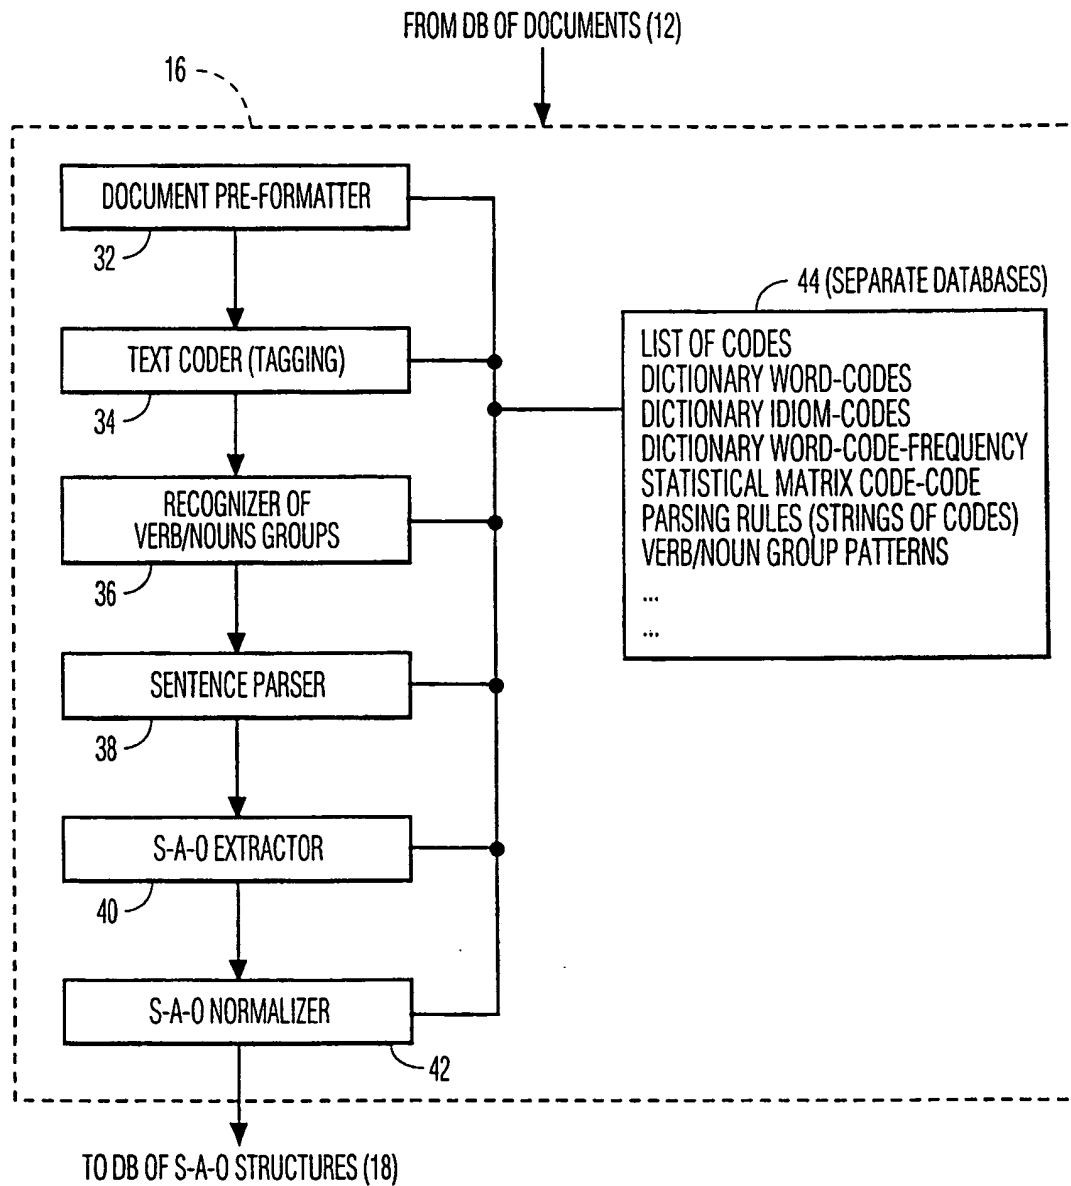 FROM DB OF DOCUMENTS (12)
16
DOCUMENT PRE-FORMATTER
32
44 (SEPARATE DATABASES)
TEXT CODER (TAGGING)
34
LIST OF CODES
DICTIONARY WORD-CODES
DICTIONARY IDIOM-CODES
DICTIONARY WORD-CODE-FREQUENCY
STATISTICAL MATRIX CODE-CODE
PARSING RULES (STRINGS OF CODES)
VERB/NOUN GROUP PATTERNS
...
...
RECOGNIZER OF
VERB/NOUNS GROUPS
36
SENTENCE PARSER
38
S-A-O EXTRACTOR
40
S-A-O NORMALIZER
42
TO DB OF S-A-O STRUCTURES (18)